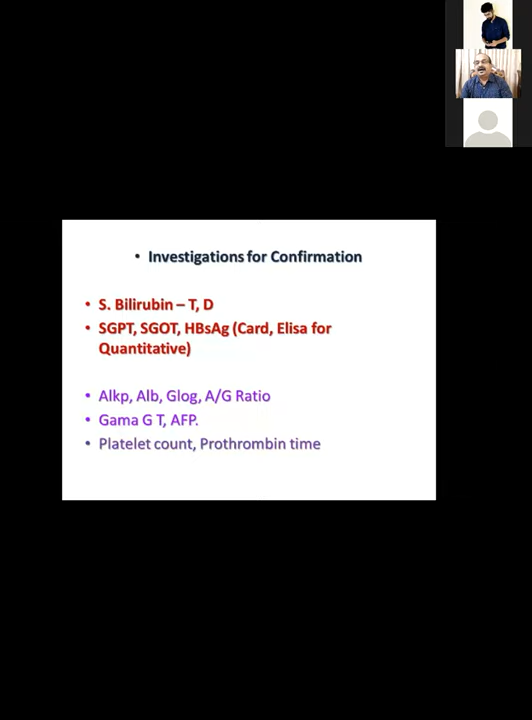 • Investigations for Confirmation
• S. Bilirubin – T, D
• SGPT, SGOT, HBsAg (Card, Elisa for
Quantitative)
• Alkp, Alb, Glog, A/G Ratio
• Gama G T, AFP.
• Platelet count, Prothrombin time